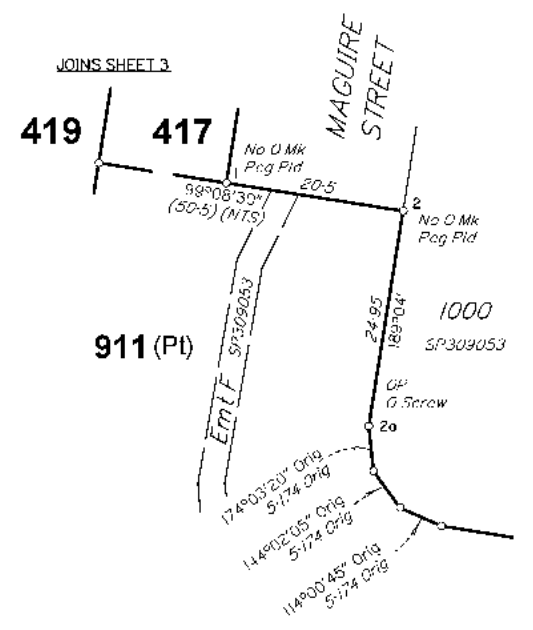 JOINS SHEET 3
MAGUIRE
STREET
419
417
No O Mk
Peg Pld
1
20·5
99°08'30"
(50·5) (NTS)
2
No O Mk
Peg Pld
24·95
189°04'
1000
SP309053
911 (Pt)
Emt F SP309053
OP
O.Screw
2a
174°03'20" Orig
5·174 Orig
144°02'05" Orig
5·174 Orig
114°00'45" Orig
5·174 Orig